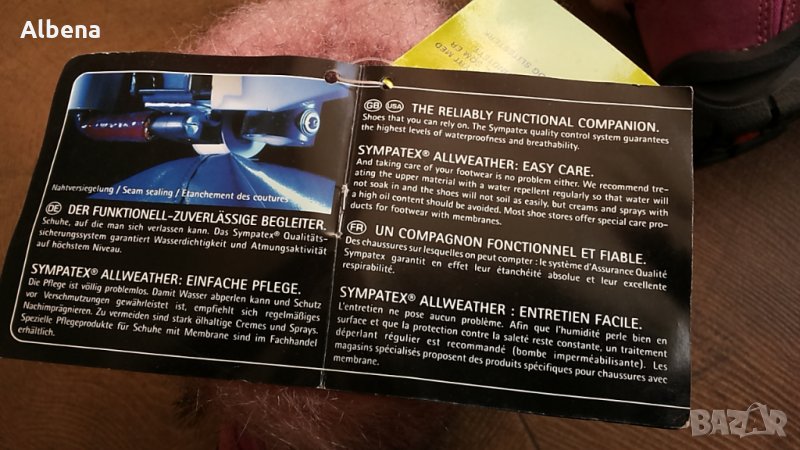 Albena
Nahtversiegelung / Seam sealing / Etanchement des coutures
DE DER FUNKTIONELL-ZUVERLÄSSIGE BEGLEITER.
Schuhe, auf die man sich verlassen kann. Das Sympatex® Qualitäts-
sicherungssystem garantiert Wasserdichtigkeit und Atmungsaktivität
auf höchstem Niveau.
SYMPATEX® ALLWEATHER: EINFACHE PFLEGE.
Die Pflege ist völlig problemlos. Damit Wasser abperlen kann und Schutz
vor Verschmutzungen gewährleistet ist, empfiehlt sich regelmäßiges
Nachimprägnieren. Zu vermeiden sind stark ölhaltige Cremes und Sprays.
Spezielle Pflegeprodukte für Schuhe mit Membrane sind im Fachhandel
erhältlich.
GB USA THE RELIABLY FUNCTIONAL COMPANION.
Shoes that you can rely on. The Sympatex quality control system guarantees
the highest levels of waterproofness and breathability.
SYMPATEX® ALLWEATHER: EASY CARE.
And taking care of your footwear is no problem either. We recommend tre-
ating the upper material with a water repellent regularly so that water will
not soak in and the shoes will not soil as easily, but creams and sprays with
a high oil content should be avoided. Most shoe stores offer special care pro-
ducts for footwear with membranes.
FR UN COMPAGNON FONCTIONNEL ET FIABLE.
Des chaussures sur lesquelles on peut compter : le système d'Assurance Qualité
Sympatex garantit en effet leur étanchéité absolue et leur excellente
respirabilité.
SYMPATEX® ALLWEATHER : ENTRETIEN FACILE.
L'entretien ne pose aucun problème. Afin que l'humidité perle bien en
surface et que la protection contre la saleté reste constante, un traitement
déperlant régulier est recommandé (bombe imperméabilisante). Les
magasins spécialisés proposent des produits spécifiques pour chaussures avec
membrane.
BAZAR